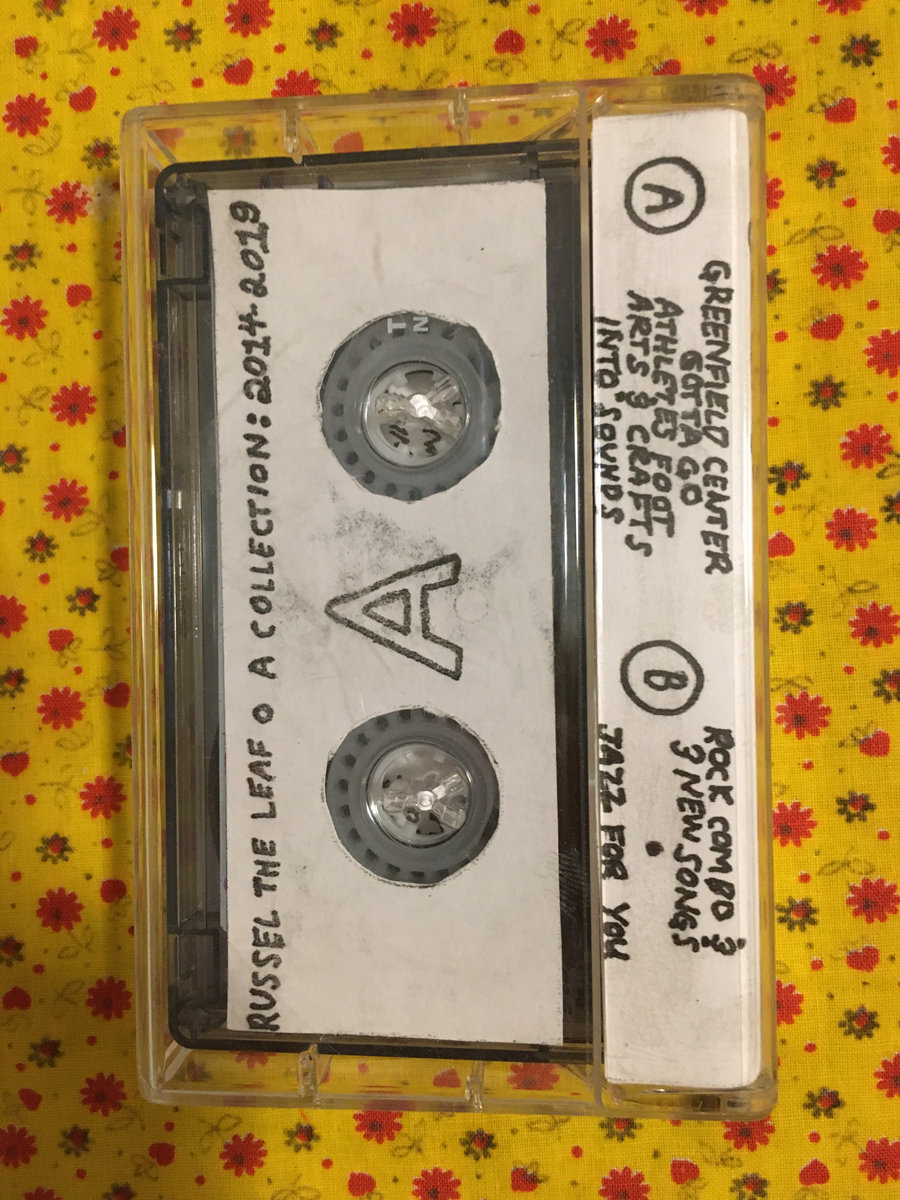 RUSSEL THE LEAF O A COLLECTION: 2014-2019
A
A
GREENFIELD CENTER
GOTTA GO
ATHLETES FOOT
ARTS & CRAFTS
INTO SOUNDS
B
ROCK COMBO &
3 NEW SONGS
JAZZ FOR YOU